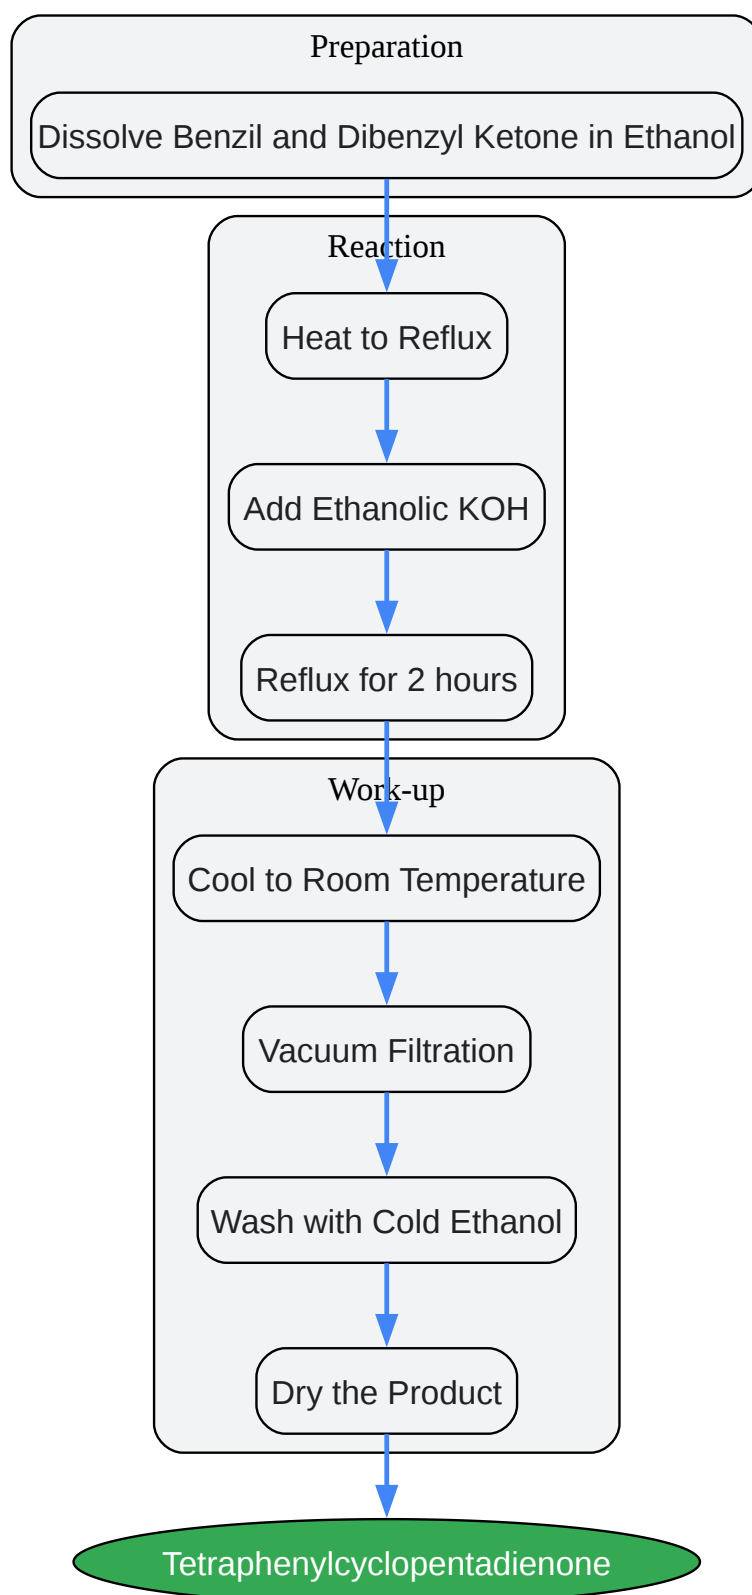 Preparation
Dissolve Benzil and Dibenzyl Ketone in Ethanol
Reaction
Heat to Reflux
Add Ethanolic KOH
Reflux for 2 hours
Work-up
Cool to Room Temperature
Vacuum Filtration
Wash with Cold Ethanol
Dry the Product
Tetraphenylcyclopentadienone